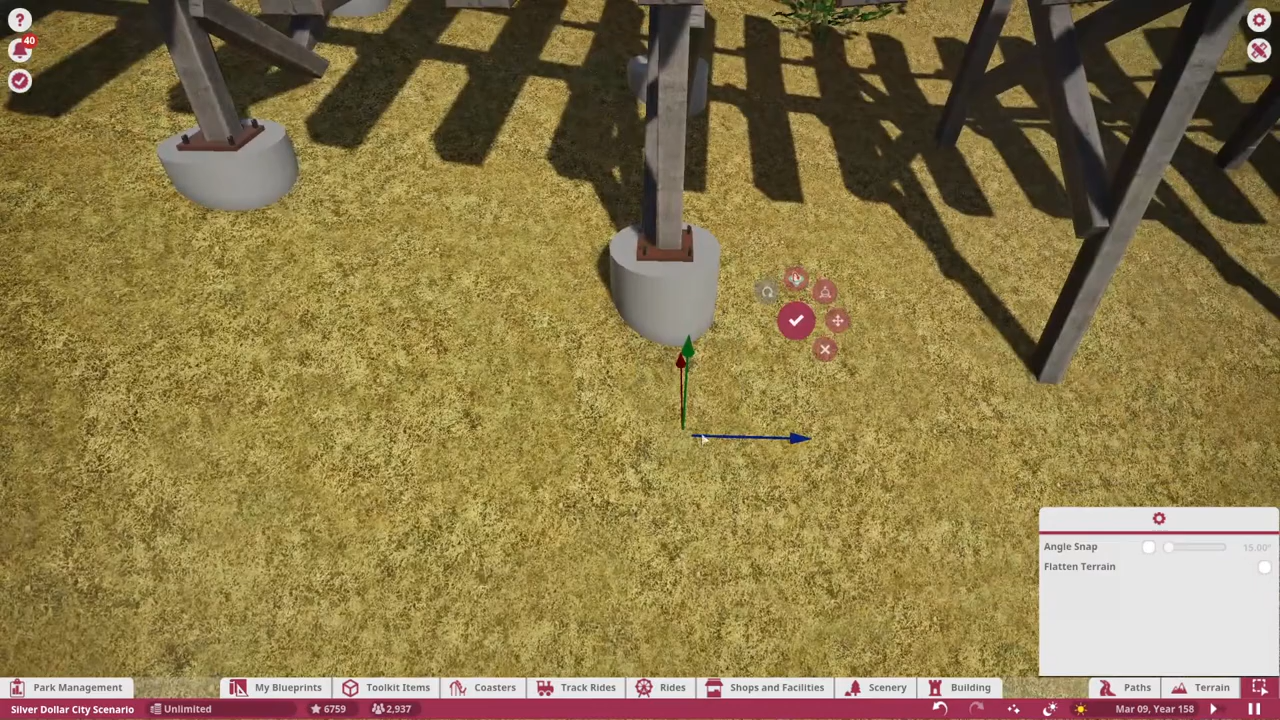 ?
40
Angle Snap 15.00°
Flatten Terrain
Park Management My Blueprints Toolkit Items Coasters Track Rides Rides Shops and Facilities Scenery Building Paths Terrain
Silver Dollar City Scenario Unlimited 6759 2,937 Mar 09, Year 158